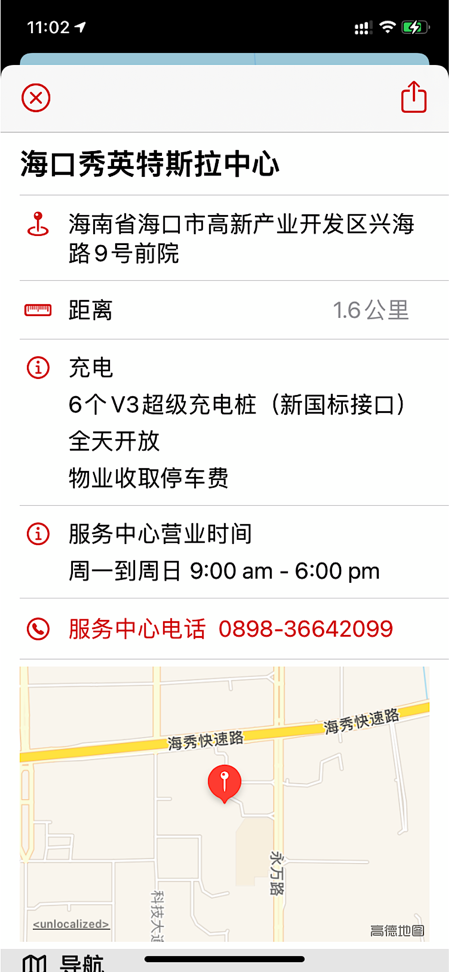 11:02
海口秀英特斯拉中心
海南省海口市高新产业开发区兴海
路9号前院
距离 1.6公里
充电
6个V3超级充电桩（新国标接口）
全天开放
物业收取停车费
服务中心营业时间
周一到周日 9:00 am - 6:00 pm
服务中心电话 0898-36642099
海秀快速路
海秀快速路
永万路
科技大道
<unlocalized>
高德地图
导航